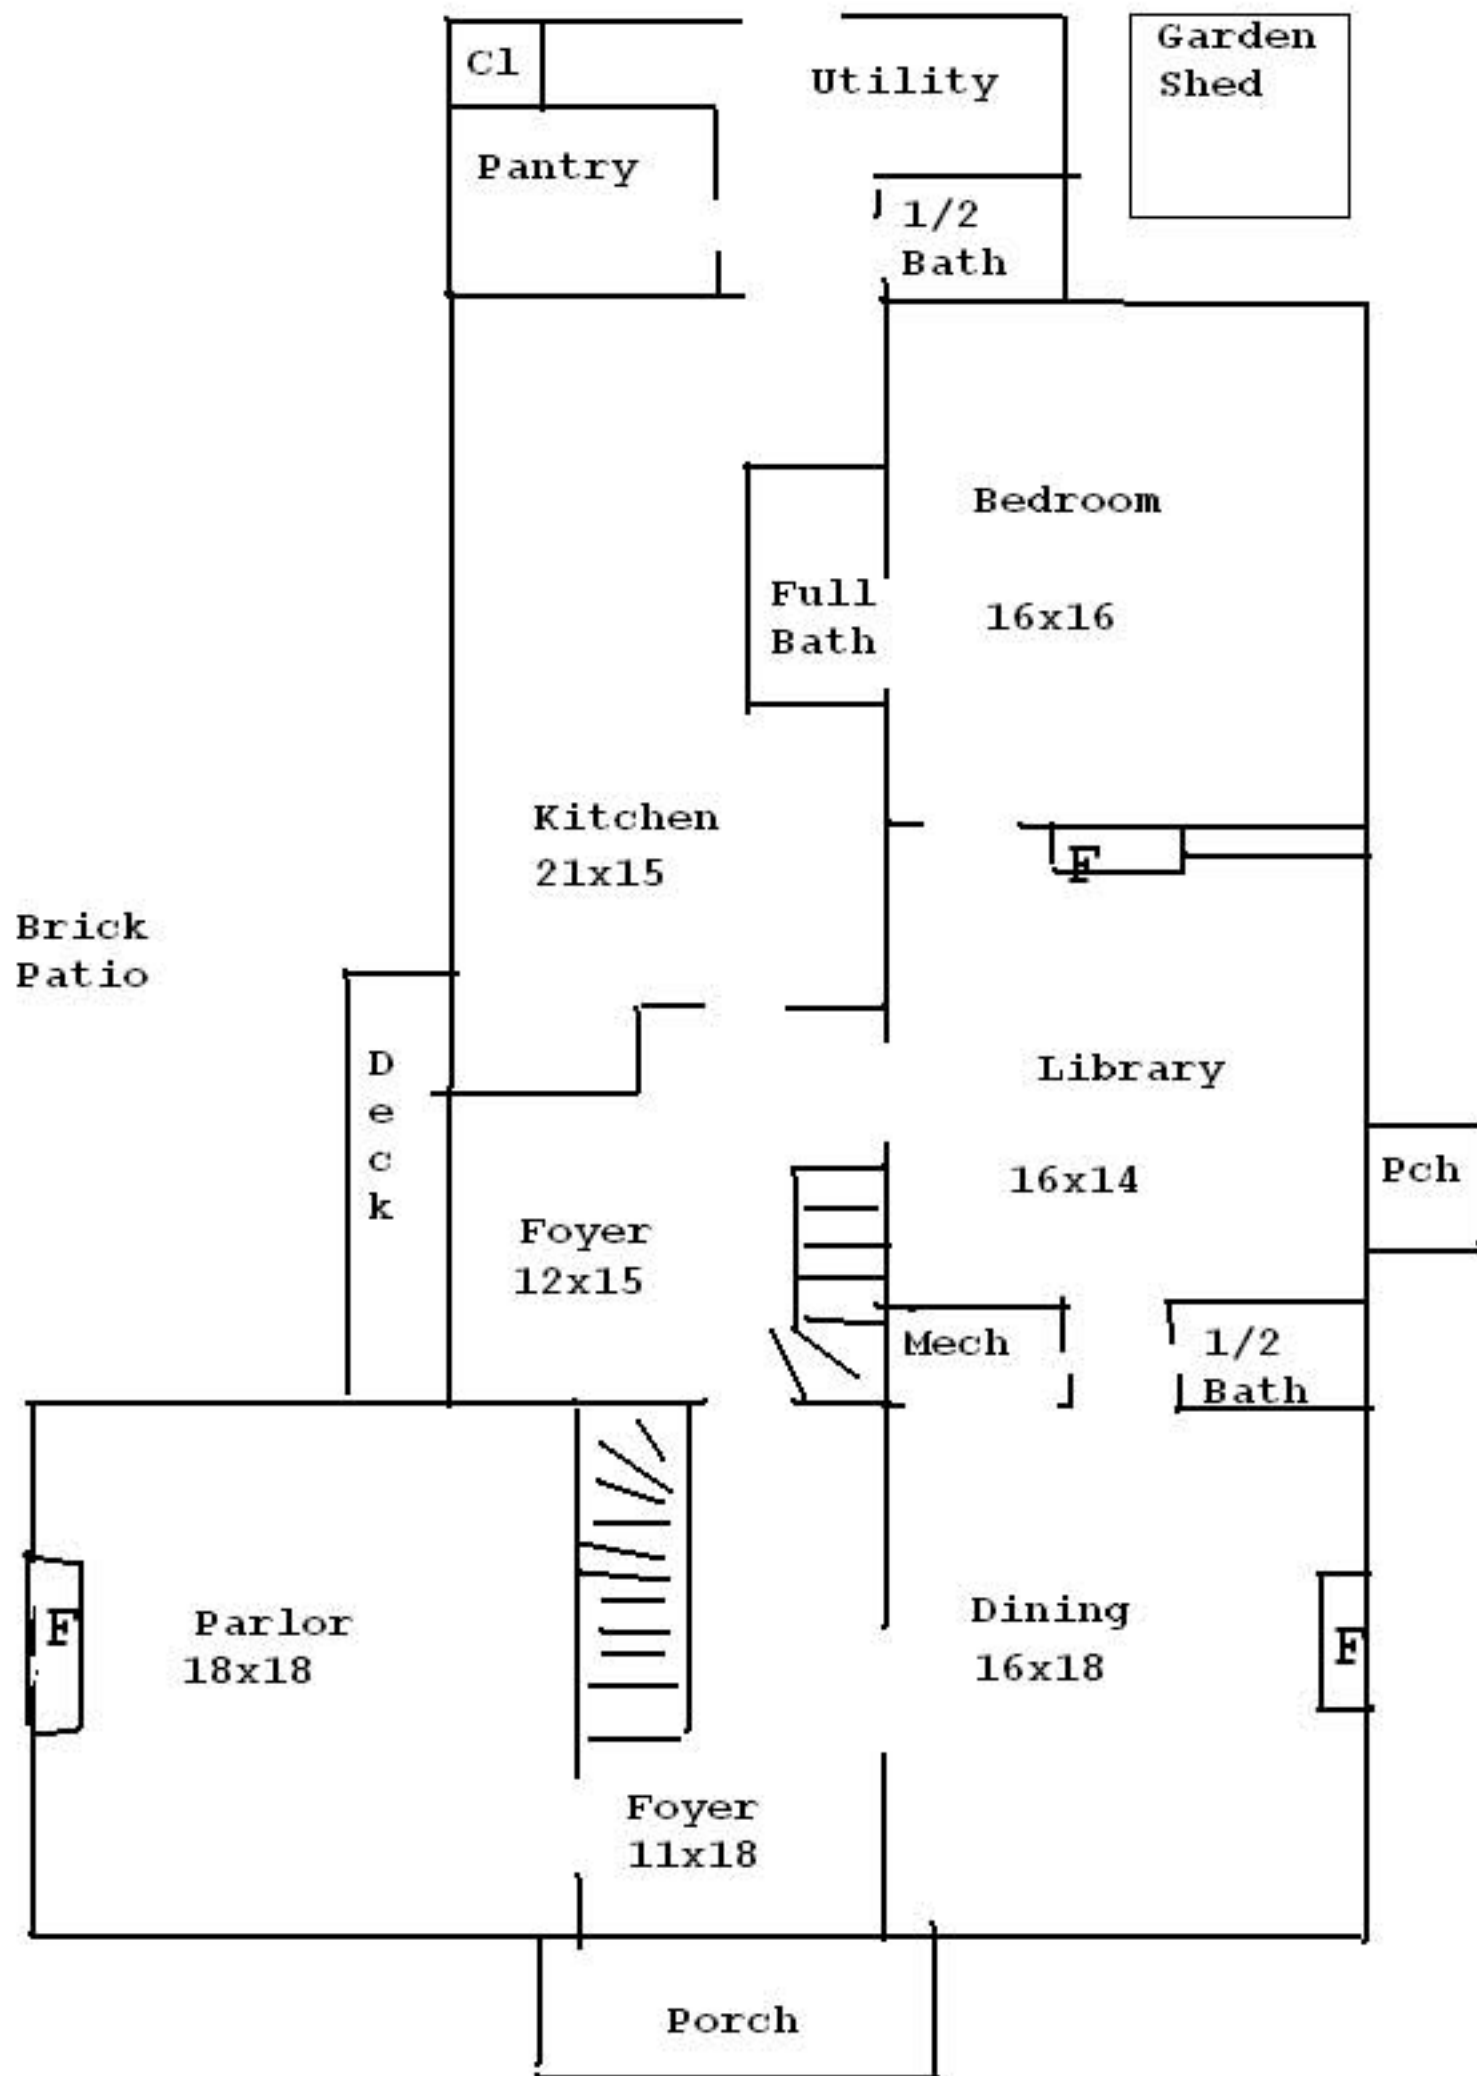 Cl
Utility
Garden
Shed
Pantry
1/2
Bath
Bedroom
16x16
Full
Bath
Kitchen
21x15
F
Brick
Patio
D
e
c
k
Library
16x14
Pch
Foyer
12x15
Mech
1/2
Bath
F
Parlor
18x18
Dining
16x18
F
Foyer
11x18
Porch